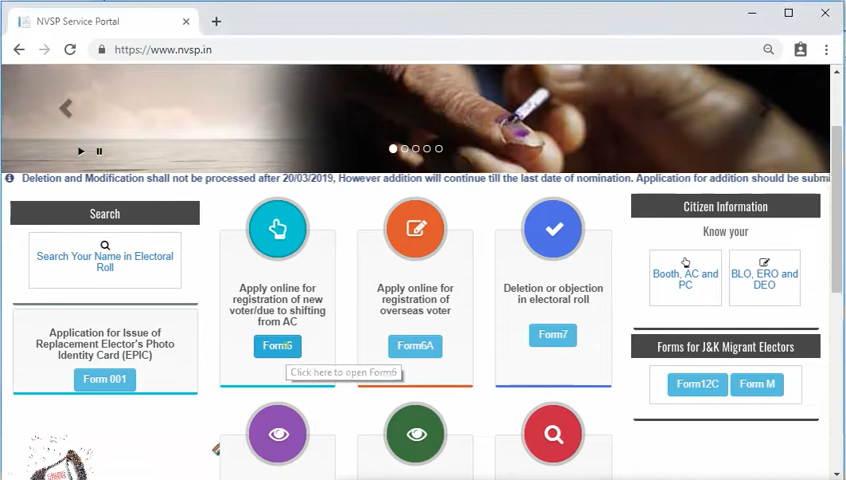 NVSP Service Portal
https://www.nvsp.in
Deletion and Modification shall not be processed after 20/03/2019, However addition will continue till the last date of nomination. Application for addition should be subm
Search
Search Your Name in Electoral
Roll
Application for Issue of
Replacement Elector's Photo
Identity Card (EPIC)
Form 001
Apply online for
registration of new
voter/due to shifting
from AC
Form6
Click here to open Form6
Apply online for
registration of
overseas voter
Form6A
Deletion or objection
in electoral roll
Form7
Citizen Information
Know your
Booth, AC and
PC
BLO, ERO and
DEO
Forms for J&K Migrant Electors
Form12C
Form M